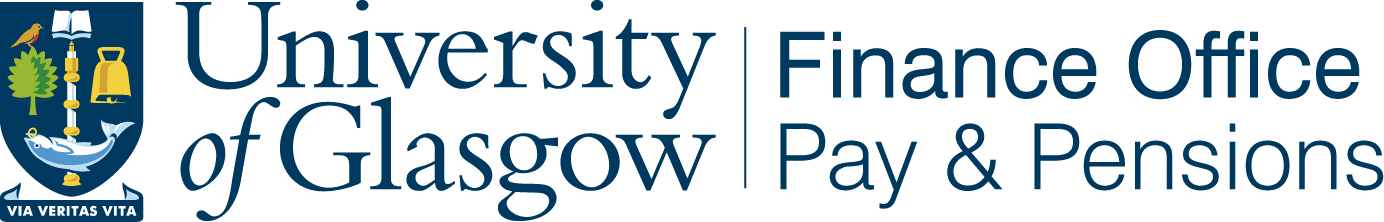 University
of Glasgow
Finance Office
Pay & Pensions
VIA VERITAS VITA